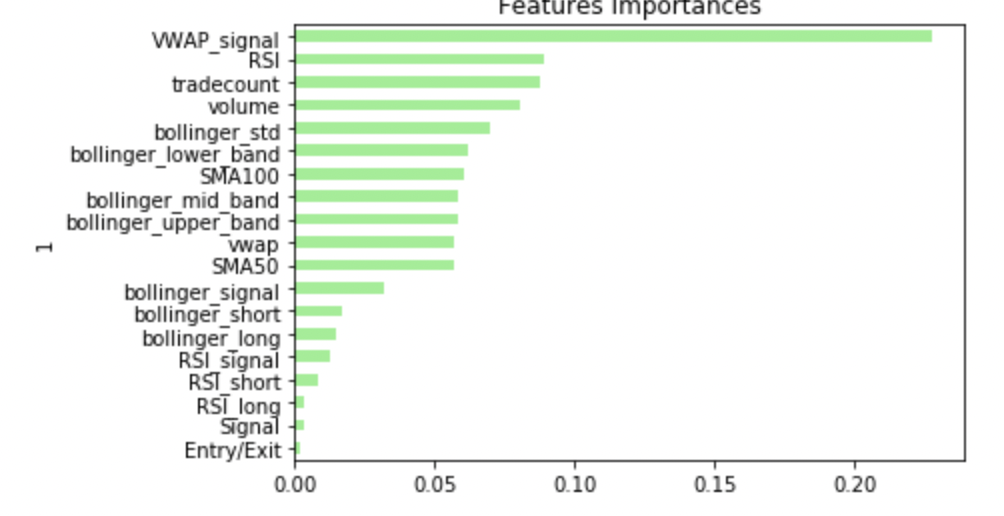 Features Importances
VWAP_signal
RSI
tradecount
volume
bollinger_std
bollinger_lower_band
SMA100
bollinger_mid_band
bollinger_upper_band
vwap
SMA50
bollinger_signal
bollinger_short
bollinger_long
RSI_signal
RSI_short
RSI_long
Signal
Entry/Exit
1
0.00 0.05 0.10 0.15 0.20